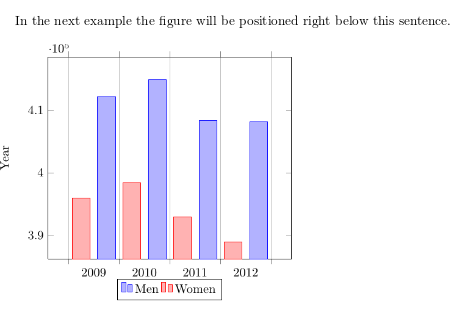 In the next example the figure will be positioned right below this sentence.
·10⁵
4.1
4
3.9
Year
2009 2010 2011 2012
Men Women